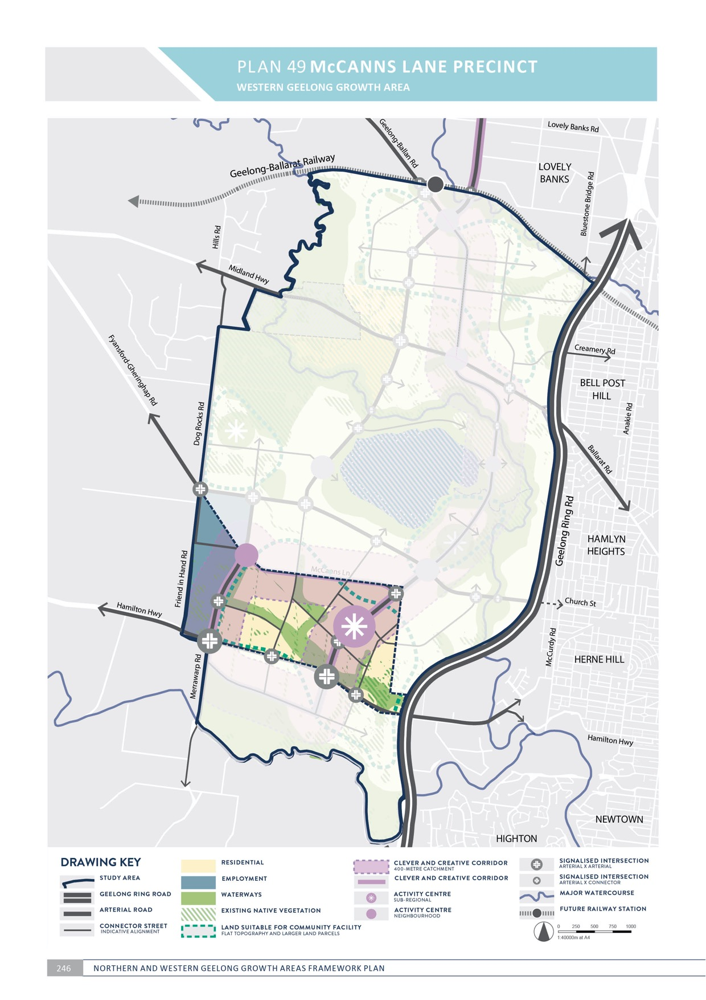 PLAN 49 McCANNS LANE PRECINCT
WESTERN GEELONG GROWTH AREA
Lovely Banks Rd
Geelong-Ballan Rd
Geelong-Ballarat Railway
LOVELY
BANKS
Bluestone Bridge Rd
Hills Rd
Midland Hwy
Creamery Rd
Fyansford-Gheringhap Rd
BELL POST
HILL
Anakie Rd
Dog Rocks Rd
Ballarat Rd
Geelong Ring Rd
HAMLYN
HEIGHTS
Friend in Hand Rd
McCanns Ln
Church St
Hamilton Hwy
McCurdy Rd
HERNE HILL
Merrawarp Rd
Hamilton Hwy
NEWTOWN
HIGHTON
DRAWING KEY
STUDY AREA
GEELONG RING ROAD
ARTERIAL ROAD
CONNECTOR STREET
INDICATIVE ALIGNMENT
RESIDENTIAL
EMPLOYMENT
WATERWAYS
EXISTING NATIVE VEGETATION
LAND SUITABLE FOR COMMUNITY FACILITY
FLAT TOPOGRAPHY AND LARGER LAND PARCELS
CLEVER AND CREATIVE CORRIDOR
400-METRE CATCHMENT
CLEVER AND CREATIVE CORRIDOR
ACTIVITY CENTRE
SUB-REGIONAL
ACTIVITY CENTRE
NEIGHBOURHOOD
SIGNALISED INTERSECTION
ARTERIAL X ARTERIAL
SIGNALISED INTERSECTION
ARTERIAL X CONNECTOR
MAJOR WATERCOURSE
FUTURE RAILWAY STATION
0 250 500 750 1000
1:40000m at A4
246 NORTHERN AND WESTERN GEELONG GROWTH AREAS FRAMEWORK PLAN